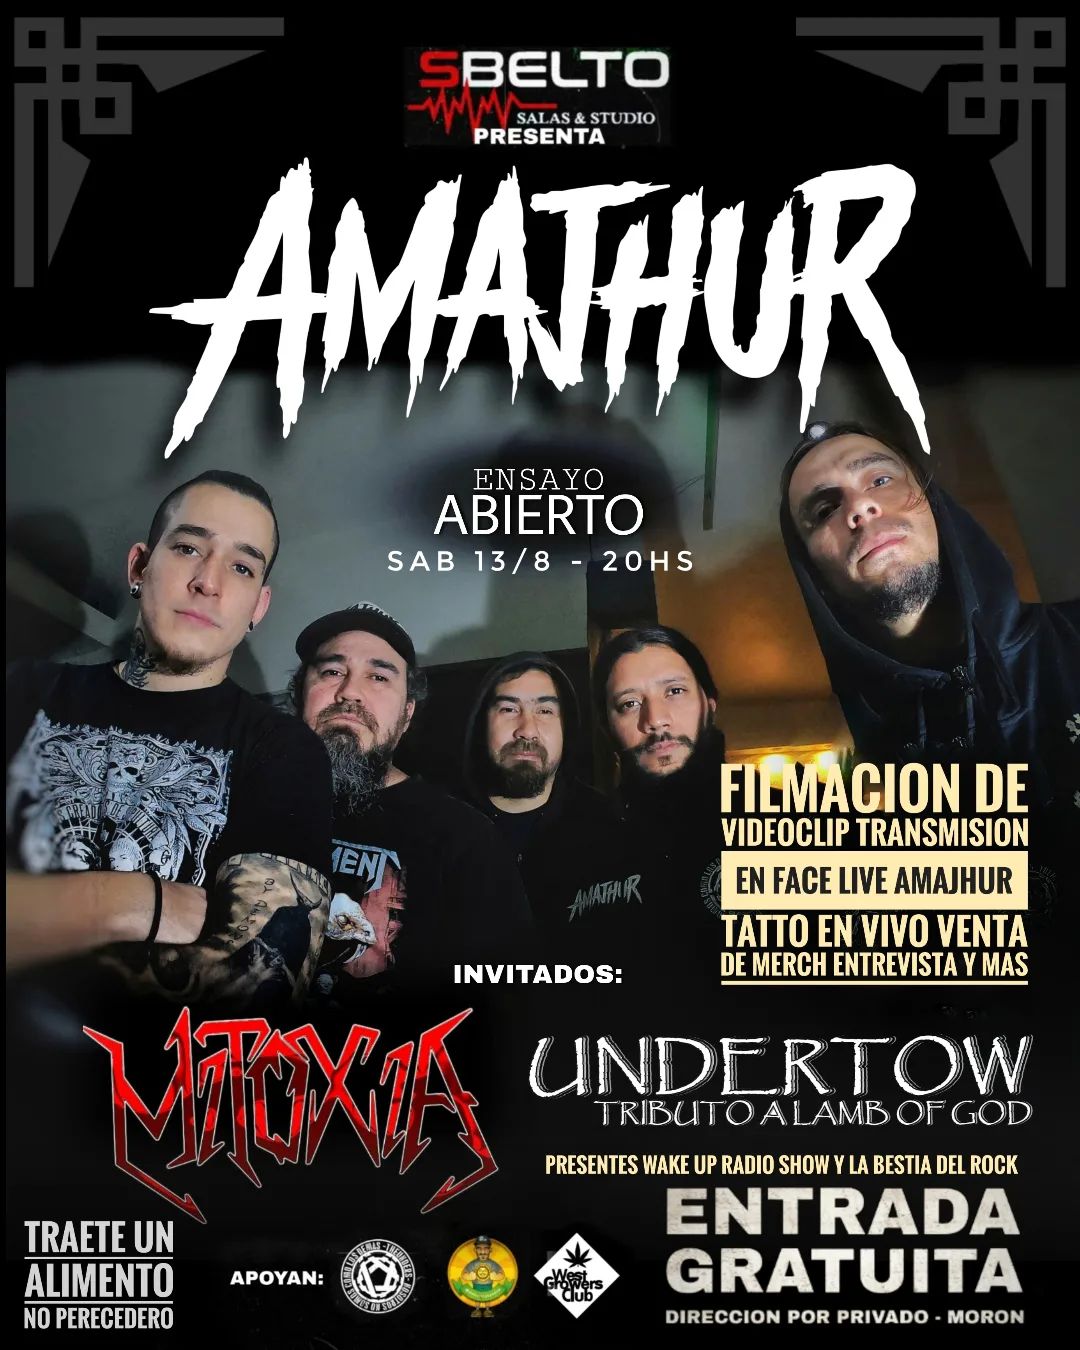 SBELTO
SALAS & STUDIO
PRESENTA
AMAJHUR
ENSAYO
ABIERTO
SAB 13/8 - 20HS
MENT
AMAJHUR
FILMACION DE
VIDEOCLIP TRANSMISION
EN FACE LIVE AMAJHUR
TATTO EN VIVO VENTA
DE MERCH ENTREVISTA Y MAS
INVITADOS:
MITOXIA
UNDERTOW
TRIBUTO A LAMB OF GOD
PRESENTES WAKE UP RADIO SHOW Y LA BESTIA DEL ROCK
ENTRADA
GRATUITA
DIRECCION POR PRIVADO - MORON
TRAETE UN
ALIMENTO
NO PERECEDERO
APOYAN:
West
Growers
Club